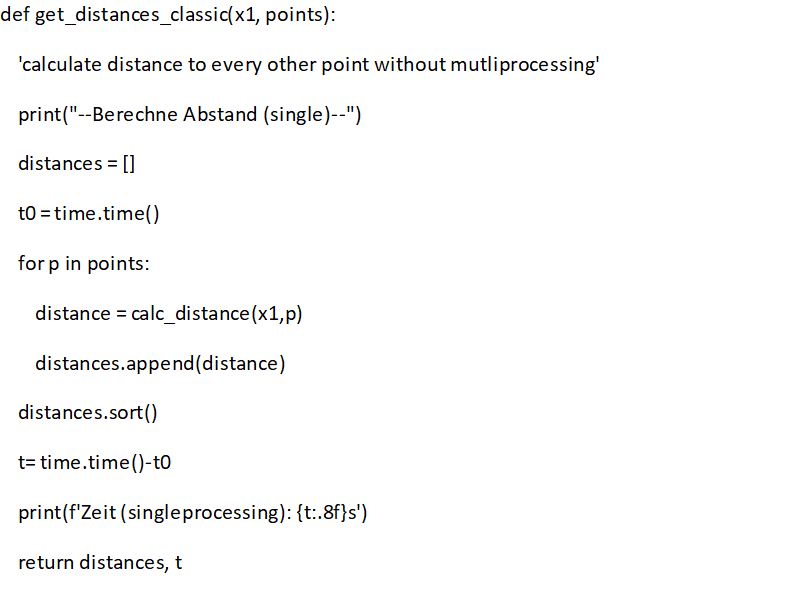 def get_distances_classic(x1, points):
'calculate distance to every other point without mutliprocessing'
print("--Berechne Abstand (single)--")
distances = []
t0 = time.time()
for p in points:
distance = calc_distance(x1,p)
distances.append(distance)
distances.sort()
t= time.time()-t0
print(f'Zeit (singleprocessing): {t:.8f}s')
return distances, t